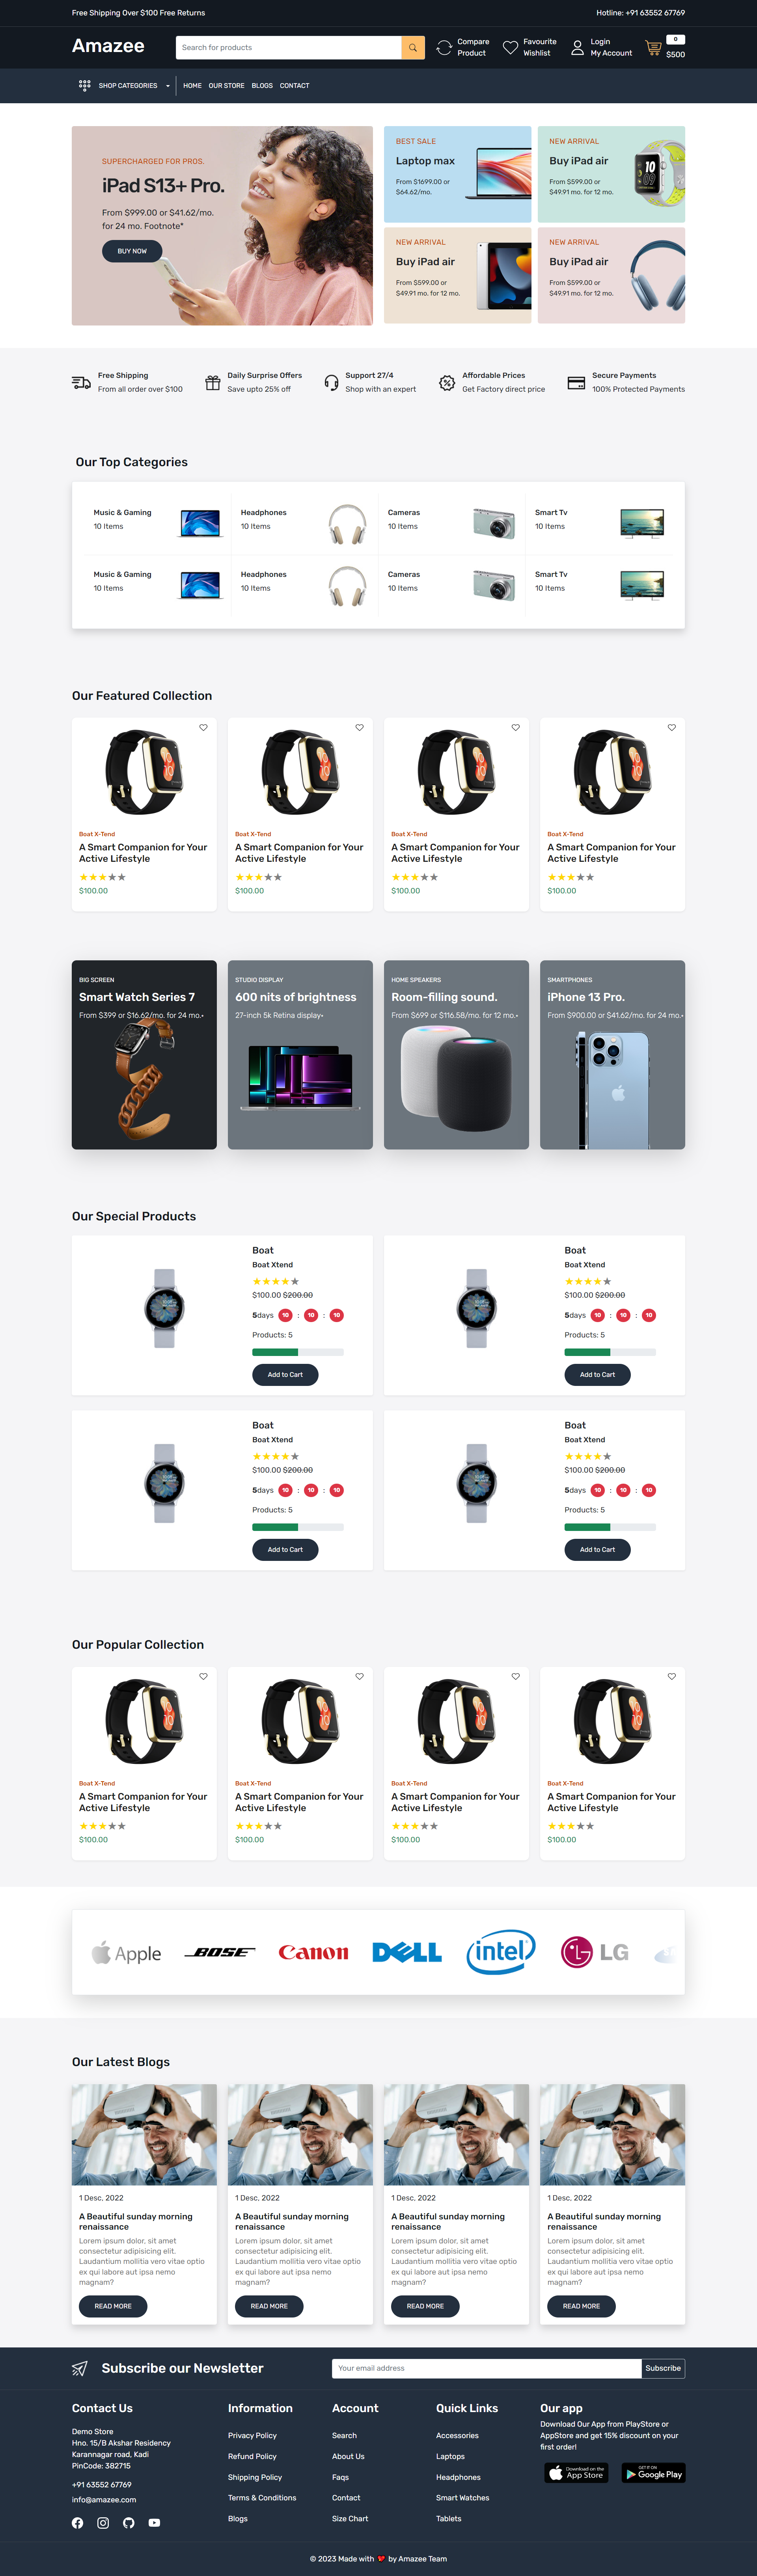 Free Shipping Over $100 Free Returns
Hotline: +91 63552 67769
Amazee
Search for products
Compare
Product
Favourite
Wishlist
Login
My Account
0
$500
SHOP CATEGORIES
HOME
OUR STORE
BLOGS
CONTACT
SUPERCHARGED FOR PROS.
iPad S13+ Pro.
From $999.00 or $41.62/mo.
for 24 mo. Footnote*
BUY NOW
BEST SALE
Laptop max
From $1699.00 or
$64.62/mo.
NEW ARRIVAL
Buy iPad air
From $599.00 or
$49.91 mo. for 12 mo.
NEW ARRIVAL
Buy iPad air
From $599.00 or
$49.91 mo. for 12 mo.
NEW ARRIVAL
Buy iPad air
From $599.00 or
$49.91 mo. for 12 mo.
Free Shipping
From all order over $100
Daily Surprise Offers
Save upto 25% off
Support 27/4
Shop with an expert
Affordable Prices
Get Factory direct price
Secure Payments
100% Protected Payments
Our Top Categories
Music & Gaming
10 Items
Headphones
10 Items
Cameras
10 Items
Smart Tv
10 Items
Music & Gaming
10 Items
Headphones
10 Items
Cameras
10 Items
Smart Tv
10 Items
Our Featured Collection
Boat X-Tend
A Smart Companion for Your
Active Lifestyle
$100.00
Boat X-Tend
A Smart Companion for Your
Active Lifestyle
$100.00
Boat X-Tend
A Smart Companion for Your
Active Lifestyle
$100.00
Boat X-Tend
A Smart Companion for Your
Active Lifestyle
$100.00
BIG SCREEN
Smart Watch Series 7
From $399 or $16.62/mo. for 24 mo.*
STUDIO DISPLAY
600 nits of brightness
27-inch 5k Retina display*
HOME SPEAKERS
Room-filling sound.
From $699 or $116.58/mo. for 12 mo.*
SMARTPHONES
iPhone 13 Pro.
From $900.00 or $41.62/mo. for 24 mo.*
Our Special Products
Boat
Boat Xtend
$100.00 $200.00
5days 10 : 10 : 10
Products: 5
Add to Cart
Boat
Boat Xtend
$100.00 $200.00
5days 10 : 10 : 10
Products: 5
Add to Cart
Boat
Boat Xtend
$100.00 $200.00
5days 10 : 10 : 10
Products: 5
Add to Cart
Boat
Boat Xtend
$100.00 $200.00
5days 10 : 10 : 10
Products: 5
Add to Cart
Our Popular Collection
Boat X-Tend
A Smart Companion for Your
Active Lifestyle
$100.00
Boat X-Tend
A Smart Companion for Your
Active Lifestyle
$100.00
Boat X-Tend
A Smart Companion for Your
Active Lifestyle
$100.00
Boat X-Tend
A Smart Companion for Your
Active Lifestyle
$100.00
Apple
BOSE
Canon
DELL
intel
LG
Our Latest Blogs
1 Desc, 2022
A Beautiful sunday morning
renaissance
Lorem ipsum dolor, sit amet
consectetur adipisicing elit.
Laudantium mollitia vero vitae optio
ex qui labore aut ipsa nemo
magnam?
READ MORE
1 Desc, 2022
A Beautiful sunday morning
renaissance
Lorem ipsum dolor, sit amet
consectetur adipisicing elit.
Laudantium mollitia vero vitae optio
ex qui labore aut ipsa nemo
magnam?
READ MORE
1 Desc, 2022
A Beautiful sunday morning
renaissance
Lorem ipsum dolor, sit amet
consectetur adipisicing elit.
Laudantium mollitia vero vitae optio
ex qui labore aut ipsa nemo
magnam?
READ MORE
1 Desc, 2022
A Beautiful sunday morning
renaissance
Lorem ipsum dolor, sit amet
consectetur adipisicing elit.
Laudantium mollitia vero vitae optio
ex qui labore aut ipsa nemo
magnam?
READ MORE
Subscribe our Newsletter
Your email address
Subscribe
Contact Us
Demo Store
Hno. 15/B Akshar Residency
Karannagar road, Kadi
PinCode: 382715
+91 63552 67769
info@amazee.com
Information
Privacy Policy
Refund Policy
Shipping Policy
Terms & Conditions
Blogs
Account
Search
About Us
Faqs
Contact
Size Chart
Quick Links
Accessories
Laptops
Headphones
Smart Watches
Tablets
Our app
Download Our App from PlayStore or
AppStore and get 15% discount on your
first order!
Download on the
App Store
GET IT ON
Google Play
© 2023 Made with ❤️ by Amazee Team